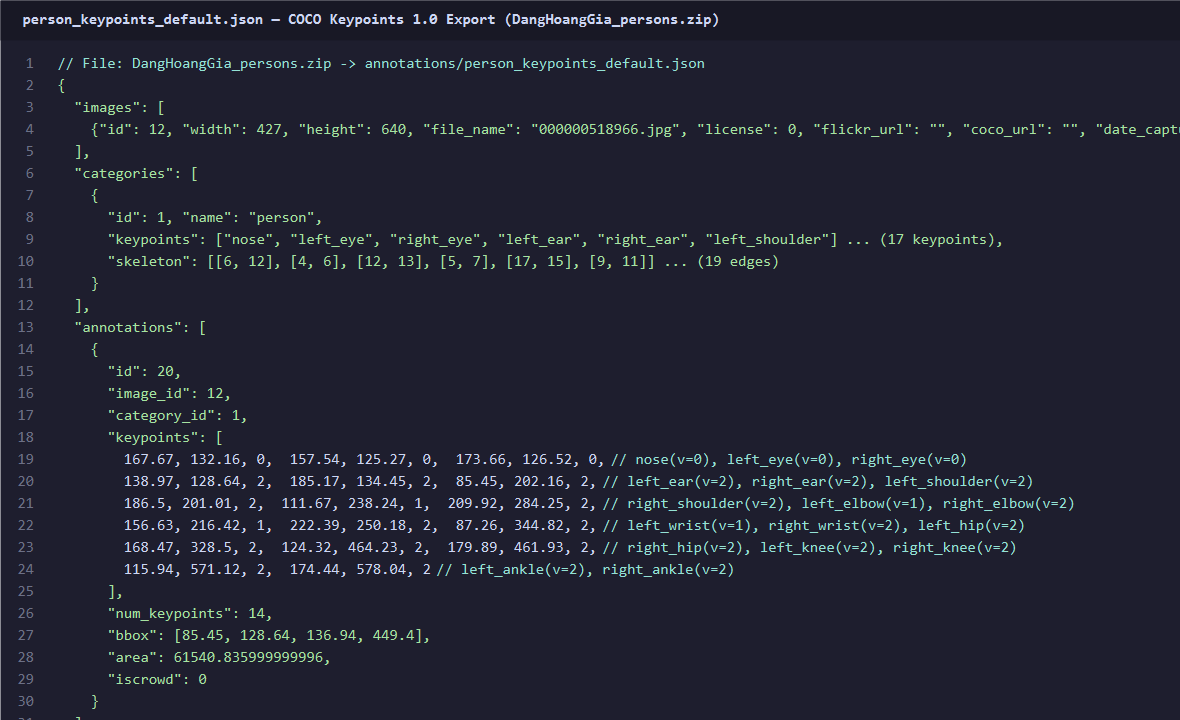 person_keypoints_default.json — COCO Keypoints 1.0 Export (DangHoangGia_persons.zip)
1 // File: DangHoangGia_persons.zip -> annotations/person_keypoints_default.json
2 {
3 "images": [
4 {"id": 12, "width": 427, "height": 640, "file_name": "000000518966.jpg", "license": 0, "flickr_url": "", "coco_url": "", "date_captu
5 ],
6 "categories": [
7 {
8 "id": 1, "name": "person",
9 "keypoints": ["nose", "left_eye", "right_eye", "left_ear", "right_ear", "left_shoulder"] ... (17 keypoints),
10 "skeleton": [[6, 12], [4, 6], [12, 13], [5, 7], [17, 15], [9, 11]] ... (19 edges)
11 }
12 ],
13 "annotations": [
14 {
15 "id": 20,
16 "image_id": 12,
17 "category_id": 1,
18 "keypoints": [
19 167.67, 132.16, 0, 157.54, 125.27, 0, 173.66, 126.52, 0, // nose(v=0), left_eye(v=0), right_eye(v=0)
20 138.97, 128.64, 2, 185.17, 134.45, 2, 85.45, 202.16, 2, // left_ear(v=2), right_ear(v=2), left_shoulder(v=2)
21 186.5, 201.01, 2, 111.67, 238.24, 1, 209.92, 284.25, 2, // right_shoulder(v=2), left_elbow(v=1), right_elbow(v=2)
22 156.63, 216.42, 1, 222.39, 250.18, 2, 87.26, 344.82, 2, // left_wrist(v=1), right_wrist(v=2), left_hip(v=2)
23 168.47, 328.5, 2, 124.32, 464.23, 2, 179.89, 461.93, 2, // right_hip(v=2), left_knee(v=2), right_knee(v=2)
24 115.94, 571.12, 2, 174.44, 578.04, 2 // left_ankle(v=2), right_ankle(v=2)
25 ],
26 "num_keypoints": 14,
27 "bbox": [85.45, 128.64, 136.94, 449.4],
28 "area": 61540.835999999996,
29 "iscrowd": 0
30 }